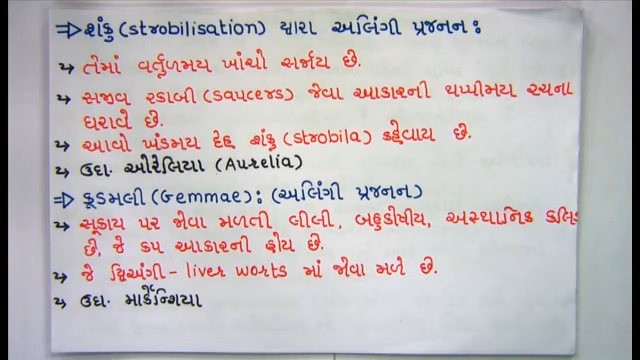 ⇒ શંકુ (strobilisation) દ્વારા અલિંગી પ્રજનન :
→ તેમાં વર્તુળમય ખાંચો સર્જાય છે.
→ સજીવ રકાબી (saucers) જેવા આકારની થપ્પીમય રચના
ધરાવે છે.
→ આવો ખંડમય દેહ શંકુ (strobila) કહેવાય છે.
→ ઉદા. ઓરેલિયા (Aurelia)
⇒ કૂડમલી (Gemmae) : (અલિંગી પ્રજનન)
→ સૂકાય પર જોવા મળતી લીલી, બહુકોષીય, અસ્થાનિક કલિ
છે, જે કપ આકારની હોય છે.
→ જે દ્વિઅંગી - liver worts માં જોવા મળે છે.
→ ઉદા. માર્કેન્શિયા